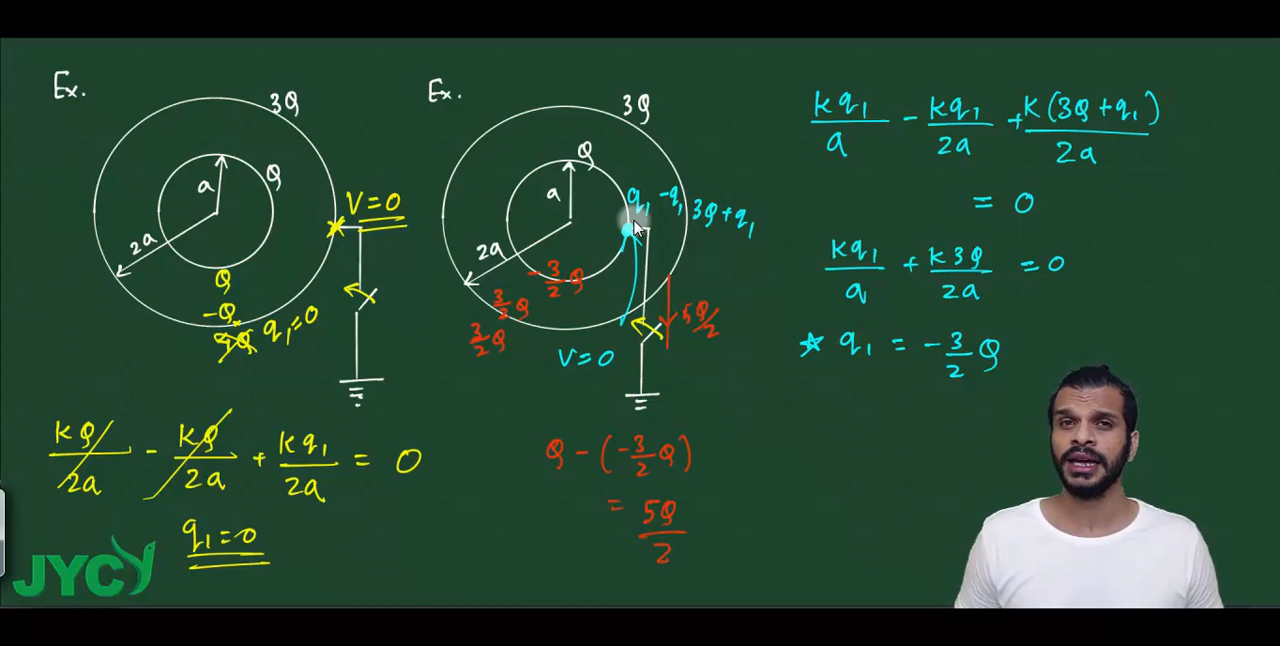 Ex.
3Q
Q
a
2a
V=0
Q
-Q
4Q q₁=0
kQ/2a - kQ/2a + kq₁/2a = 0
q₁=0
JYCY
Ex.
3Q
Q
a
2a
q₁ -q₁ 3Q+q₁
-3/2 Q
3/2 Q
3/2 Q
5Q/2
V=0
Q - (-3/2 Q)
= 5Q/2
kq₁/a - kq₁/2a + K(3Q+q₁)/2a
= 0
kq₁/a + k3Q/2a = 0
☆ q₁ = -3/2 Q